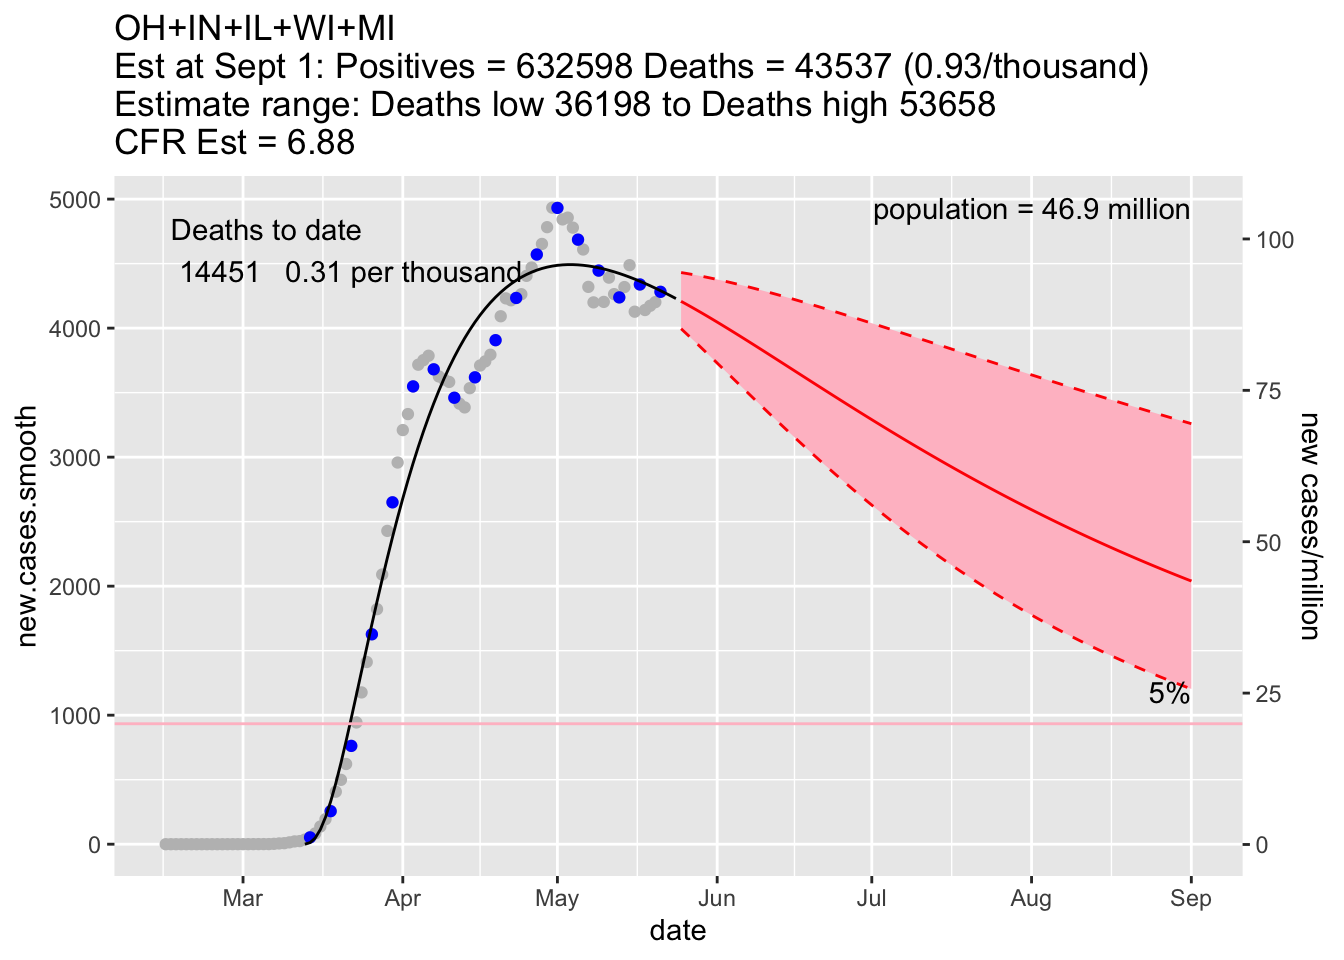 OH+IN+IL+WI+MI
Est at Sept 1: Positives = 632598 Deaths = 43537 (0.93/thousand)
Estimate range: Deaths low 36198 to Deaths high 53658
CFR Est = 6.88
5000
4000
3000
2000
1000
0
new.cases.smooth
Deaths to date
14451 0.31 per thousand
population = 46.9 million
5%
100
75
50
25
0
new cases/million
Mar Apr May Jun Jul Aug Sep
date